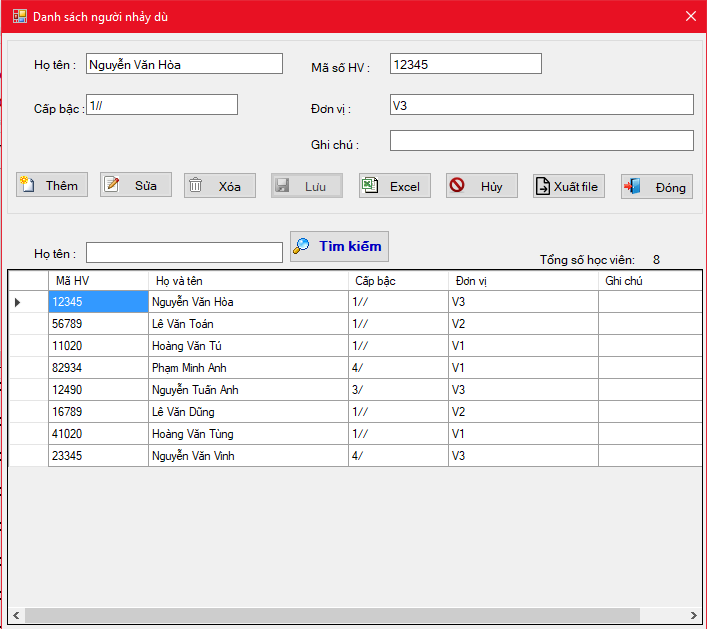 Danh sách người nhảy dù
Họ tên : Nguyễn Văn Hòa Mã số HV : 12345
Cấp bậc : 1// Đơn vị : V3
Ghi chú :
Thêm Sửa Xóa Lưu Excel Hủy Xuất file Đóng
Họ tên : Tìm kiếm
Tổng số học viên: 8
Mã HV Họ và tên Cấp bậc Đơn vị Ghi chú
12345 Nguyễn Văn Hòa 1// V3
56789 Lê Văn Toán 1// V2
11020 Hoàng Văn Tú 1// V1
82934 Phạm Minh Anh 4/ V1
12490 Nguyễn Tuấn Anh 3/ V3
16789 Lê Văn Dũng 1// V2
41020 Hoàng Văn Tùng 1// V1
23345 Nguyễn Văn Vinh 4/ V3